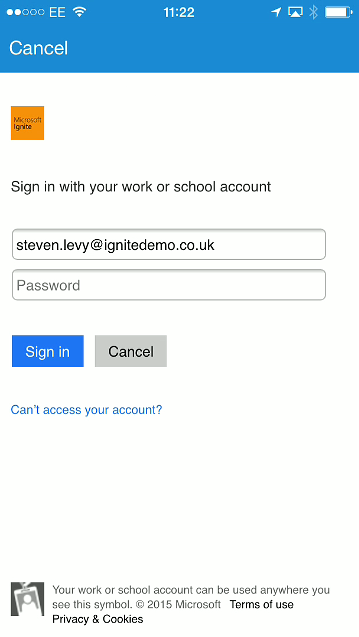 EE 11:22
Cancel
Microsoft
Ignite
Sign in with your work or school account
steven.levy@ignitedemo.co.uk
Password
Sign in Cancel
Can't access your account?
Your work or school account can be used anywhere you
see this symbol. © 2015 Microsoft Terms of use
Privacy & Cookies